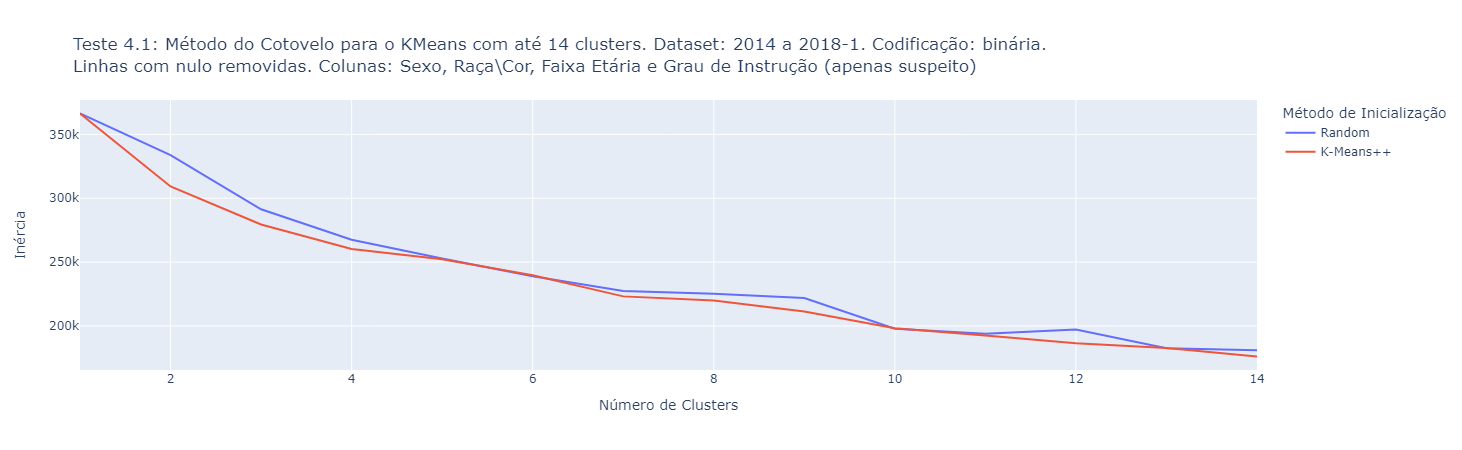 Teste 4.1: Método do Cotovelo para o KMeans com até 14 clusters. Dataset: 2014 a 2018-1. Codificação: binária.
Linhas com nulo removidas. Colunas: Sexo, Raça\Cor, Faixa Etária e Grau de Instrução (apenas suspeito)
Método de Inicialização
Random
K-Means++
Inércia
350k
300k
250k
200k
2 4 6 8 10 12 14
Número de Clusters